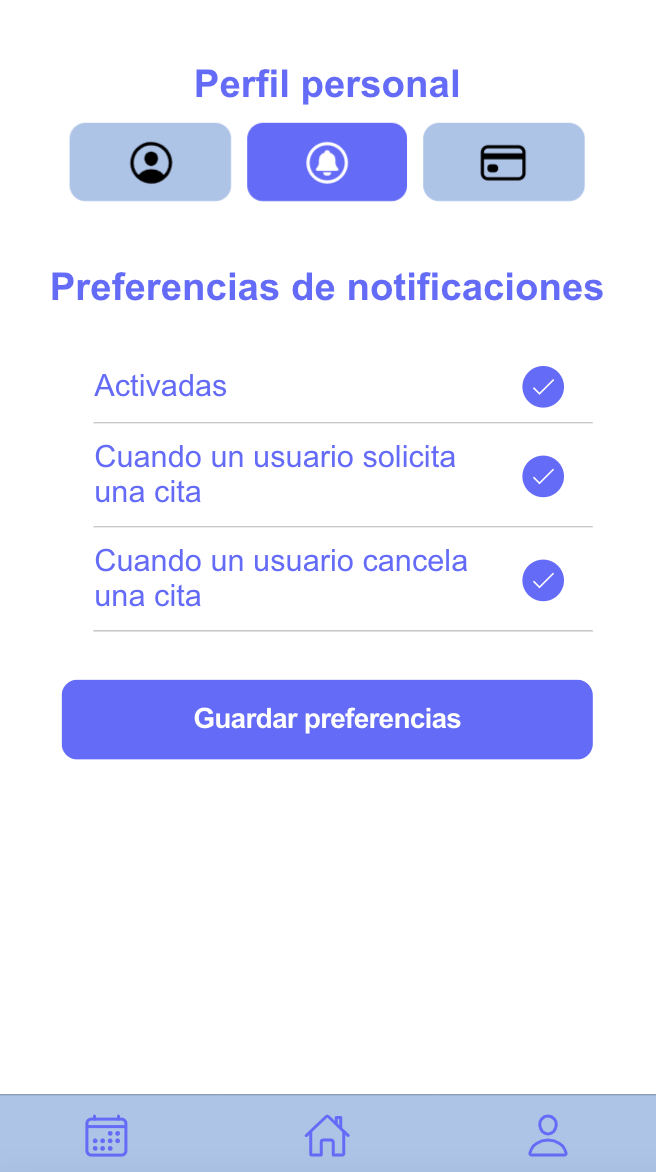 Perfil personal
Preferencias de notificaciones
Activadas
Cuando un usuario solicita
una cita
Cuando un usuario cancela
una cita
Guardar preferencias